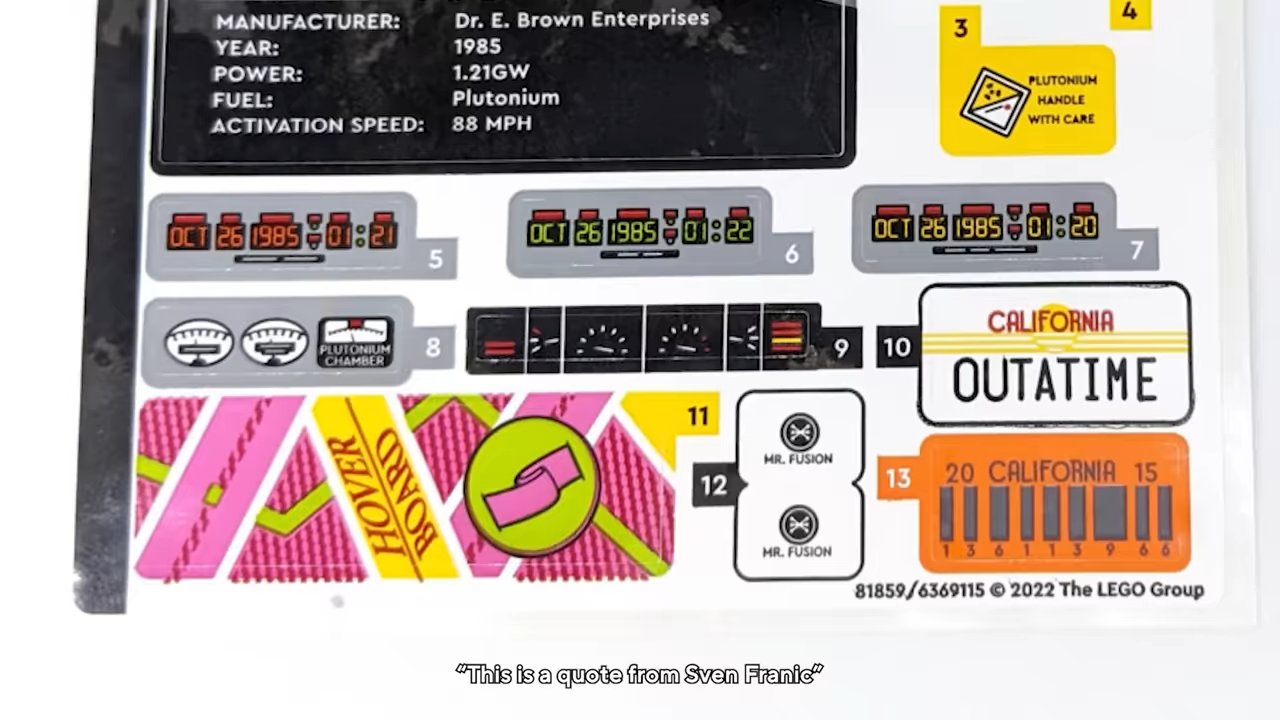 MANUFACTURER: Dr. E. Brown Enterprises
YEAR: 1985
POWER: 1.21GW
FUEL: Plutonium
ACTIVATION SPEED: 88 MPH
3
4
PLUTONIUM
HANDLE
WITH CARE
OCT 26 1985 01:21
5
OCT 26 1985 01:22
6
OCT 26 1985 01:20
7
PLUTONIUM
CHAMBER
8
9
10
CALIFORNIA
OUTATIME
HOVER
BOARD
11
12
MR. FUSION
MR. FUSION
13
20 CALIFORNIA 15
1 3 6 1 1 3 9 6 6
81859/6369115 © 2022 The LEGO Group
“This is a quote from Sven Franic”